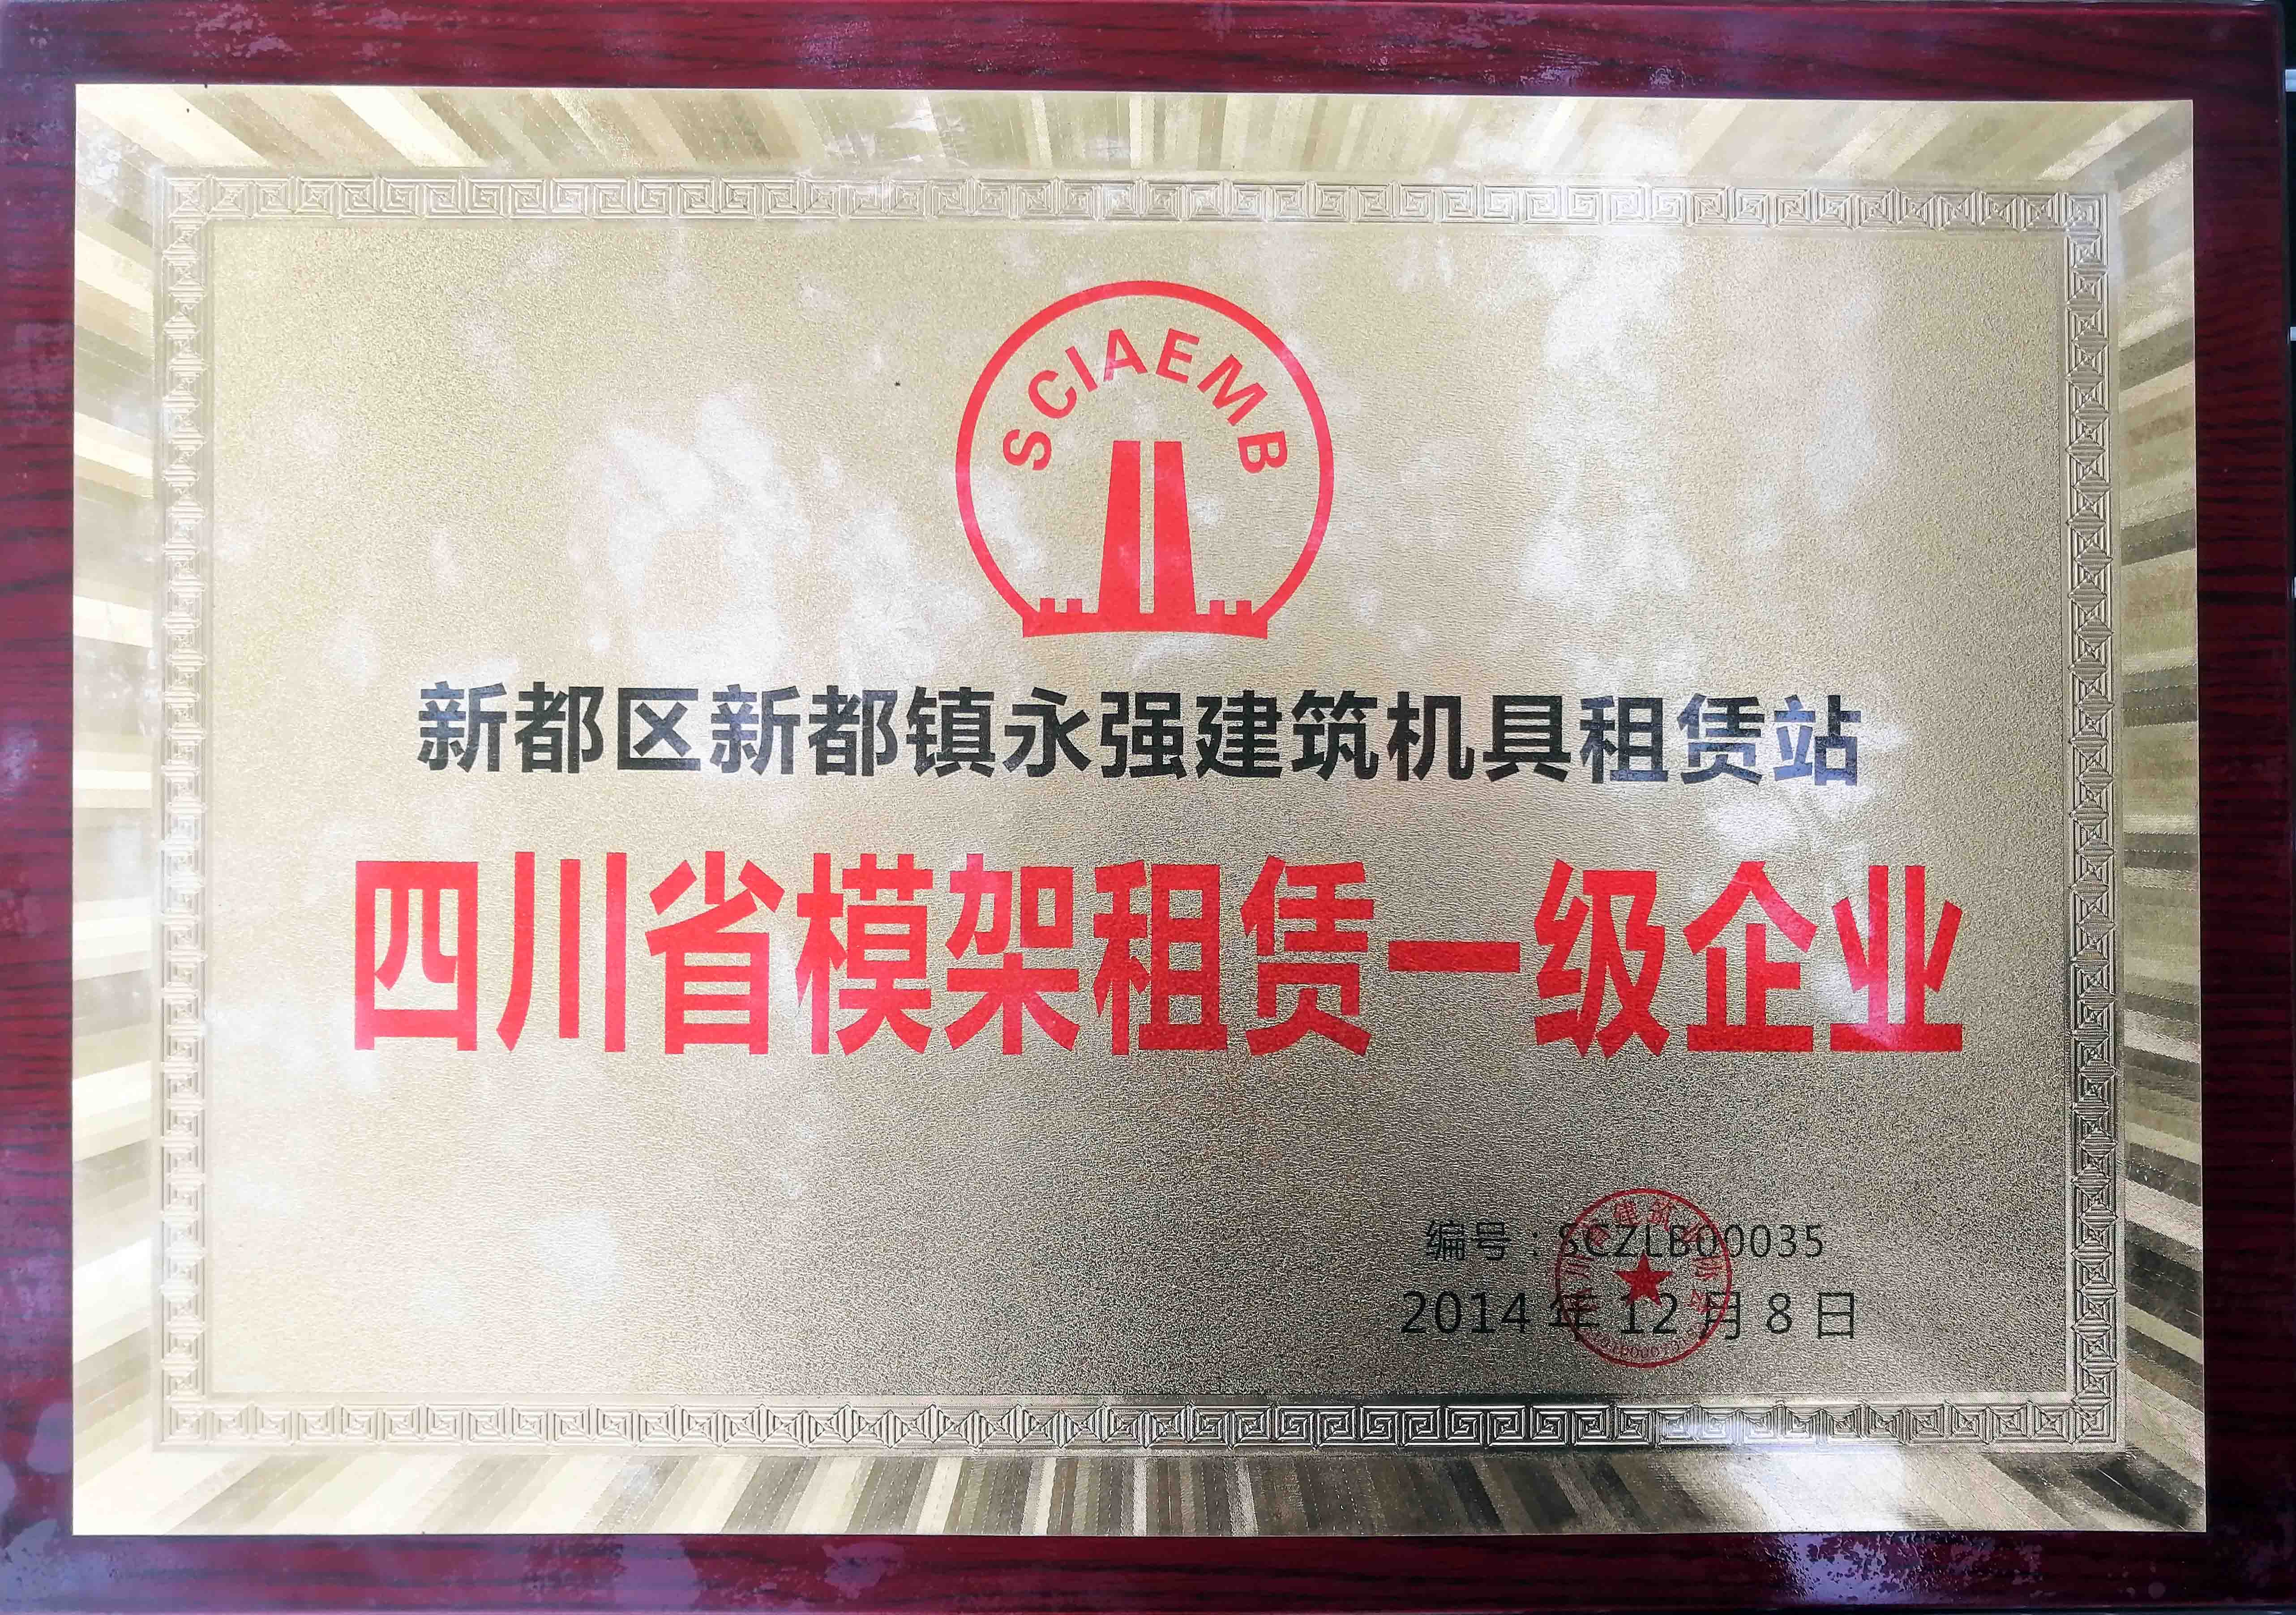 SCIAEMB
新都区新都镇永强建筑机具租赁站
四川省模架租赁一级企业
编号：SCZLB00035
2014年12月8日